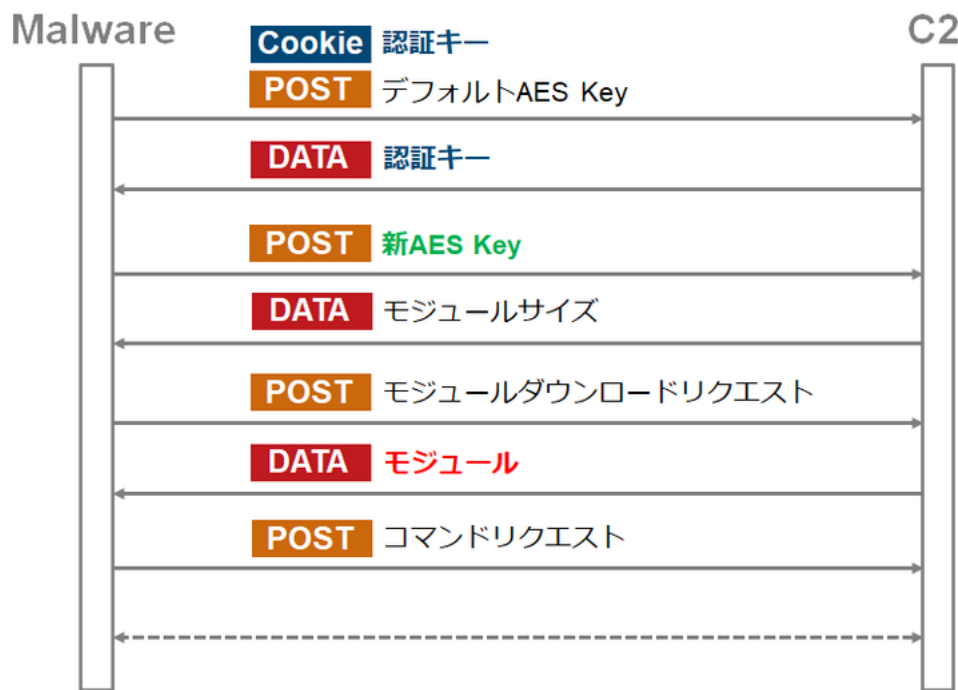 Malware
C2
Cookie 認証キー
POST デフォルトAES Key
DATA 認証キー
POST 新AES Key
DATA モジュールサイズ
POST モジュールダウンロードリクエスト
DATA モジュール
POST コマンドリクエスト